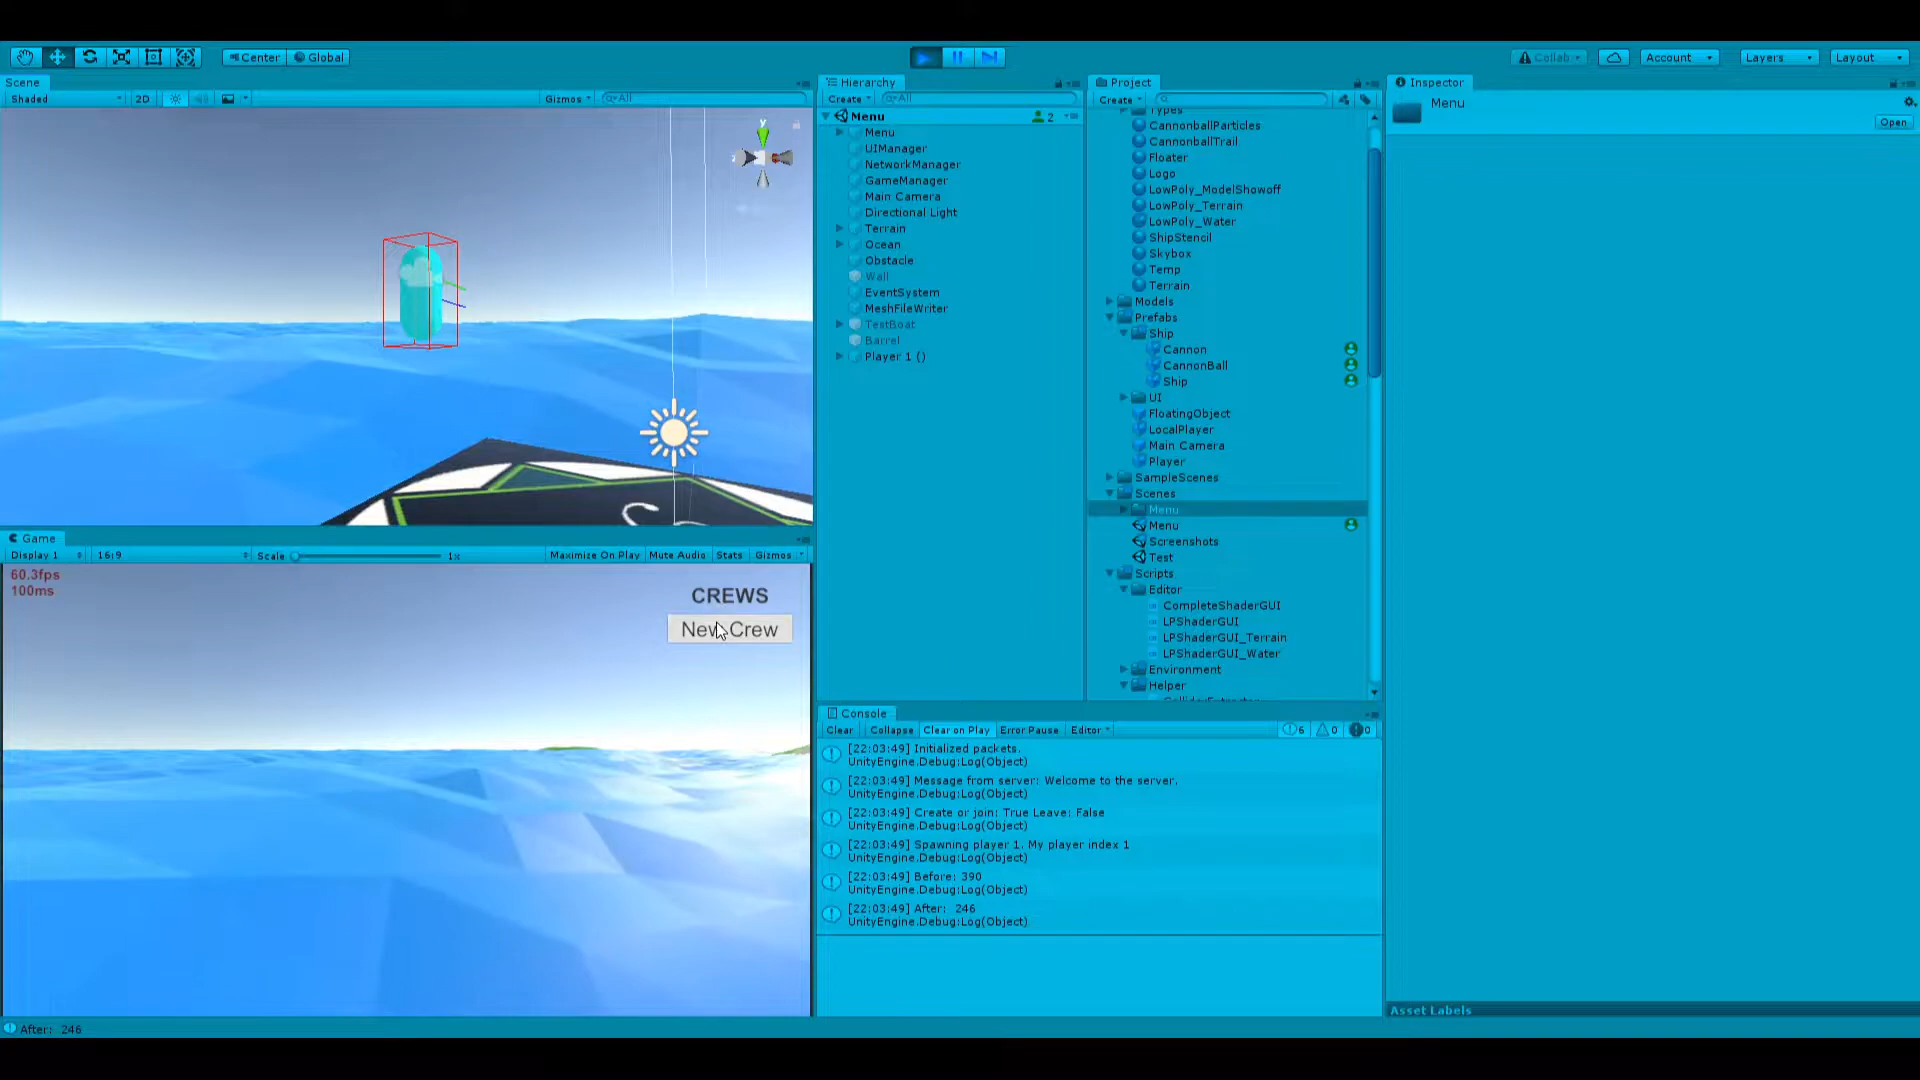 Center
Global
Collab
Account
Layers
Layout
Scene
Shaded
2D
Gizmos
All
y
Game
Display 1
16:9
Scale
1x
Maximize On Play
Mute Audio
Stats
Gizmos
60.3fps
100ms
CREWS
New Crew
Hierarchy
Create
All
Menu
2
Menu
UIManager
NetworkManager
GameManager
Main Camera
Directional Light
Terrain
Ocean
Obstacle
Wall
EventSystem
MeshFileWriter
TestBoat
Barrel
Player 1 ()
Project
Create
Types
CannonballParticles
CannonballTrail
Floater
Logo
LowPoly_ModelShowoff
LowPoly_Terrain
LowPoly_Water
ShipStencil
Skybox
Temp
Terrain
Models
Prefabs
Ship
Cannon
CannonBall
Ship
UI
FloatingObject
LocalPlayer
Main Camera
Player
SampleScenes
Scenes
Menu
Menu
Screenshots
Test
Scripts
Editor
CompleteShaderGUI
LPShaderGUI
LPShaderGUI_Terrain
LPShaderGUI_Water
Environment
Helper
Console
Clear
Collapse
Clear on Play
Error Pause
Editor
6
0
0
[22:03:49] Initialized packets.
UnityEngine.Debug:Log(Object)
[22:03:49] Message from server: Welcome to the server.
UnityEngine.Debug:Log(Object)
[22:03:49] Create or join: True Leave: False
UnityEngine.Debug:Log(Object)
[22:03:49] Spawning player 1. My player index 1
UnityEngine.Debug:Log(Object)
[22:03:49] Before: 390
UnityEngine.Debug:Log(Object)
[22:03:49] After: 246
UnityEngine.Debug:Log(Object)
Inspector
Menu
Open
Asset Labels
After: 246